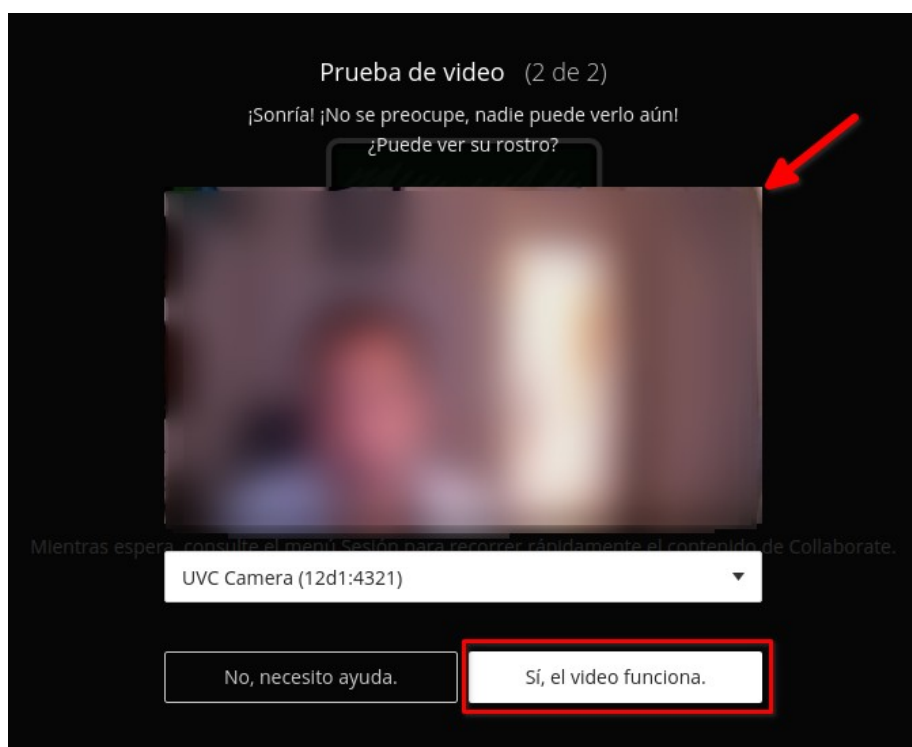 Prueba de video (2 de 2)
¡Sonría! ¡No se preocupe, nadie puede verlo aún!
¿Puede ver su rostro?
Mientras espera, consulte el menú Sesión para recorrer rápidamente el contenido de Collaborate.
UVC Camera (12d1:4321)
No, necesito ayuda.
Sí, el video funciona.